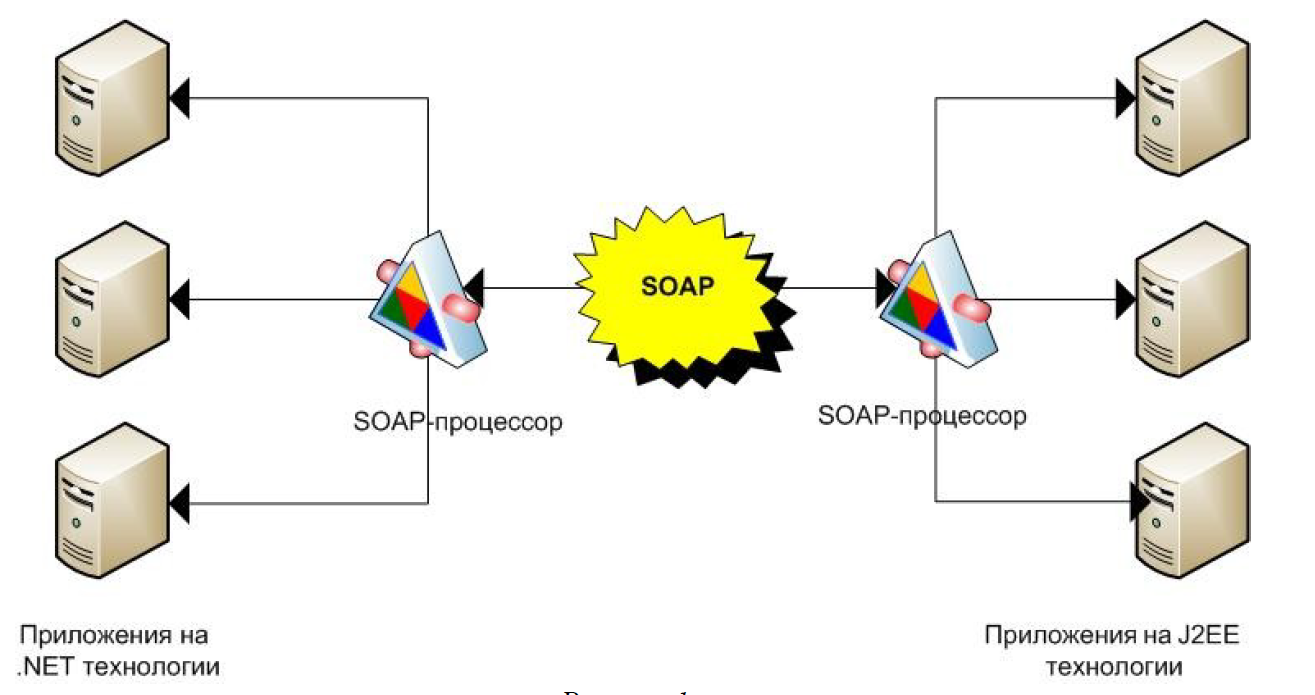 SOAP
SOAP-процессор
SOAP-процессор
Приложения на
.NET технологии
Приложения на J2EE
технологии